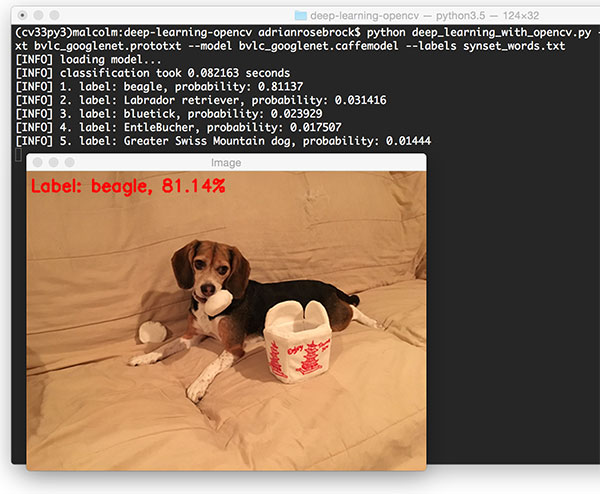 deep-learning-opencv — python3.5 — 124×32
(cv33py3)malcolm:deep-learning-opencv adrianrosebrock$ python deep_learning_with_opencv.py -
xt bvlc_googlenet.prototxt --model bvlc_googlenet.caffemodel --labels synset_words.txt
[INFO] loading model...
[INFO] classification took 0.082163 seconds
[INFO] 1. label: beagle, probability: 0.81137
[INFO] 2. label: Labrador retriever, probability: 0.031416
[INFO] 3. label: bluetick, probability: 0.023929
[INFO] 4. label: EntleBucher, probability: 0.017507
[INFO] 5. label: Greater Swiss Mountain dog, probability: 0.01444
Image
Label: beagle, 81.14%
Enjoy